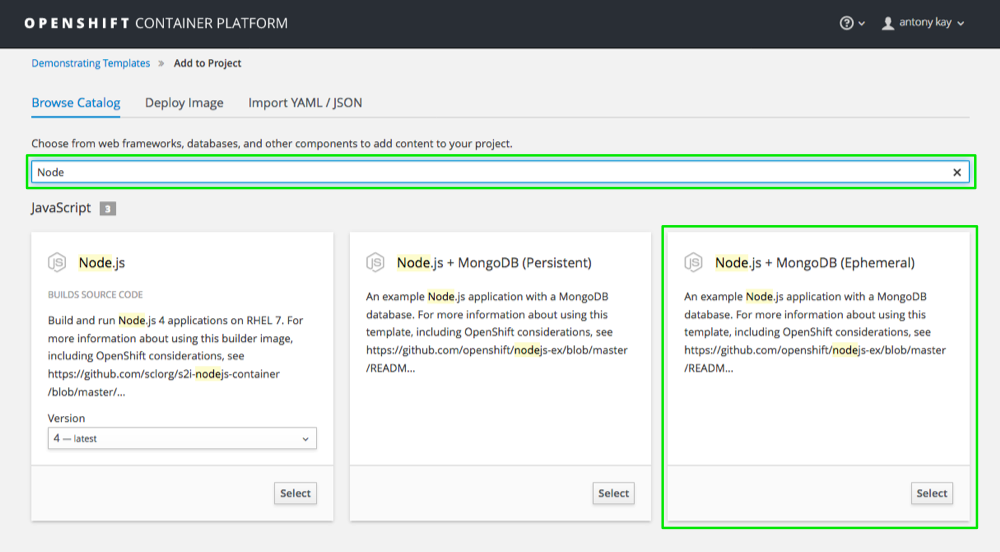 OPENSHIFT CONTAINER PLATFORM
? antony kay
Demonstrating Templates » Add to Project
Browse Catalog Deploy Image Import YAML / JSON
Choose from web frameworks, databases, and other components to add content to your project.
Node ×
JavaScript 3
JS Node.js
BUILDS SOURCE CODE
Build and run Node.js 4 applications on RHEL 7. For
more information about using this builder image,
including OpenShift considerations, see
https://github.com/sclorg/s2i-nodejs-container
/blob/master/...
Version
4 — latest
Select
JS Node.js + MongoDB (Persistent)
An example Node.js application with a MongoDB
database. For more information about using this
template, including OpenShift considerations, see
https://github.com/openshift/nodejs-ex/blob/master
/READM...
Select
JS Node.js + MongoDB (Ephemeral)
An example Node.js application with a MongoDB
database. For more information about using this
template, including OpenShift considerations, see
https://github.com/openshift/nodejs-ex/blob/master
/READM...
Select